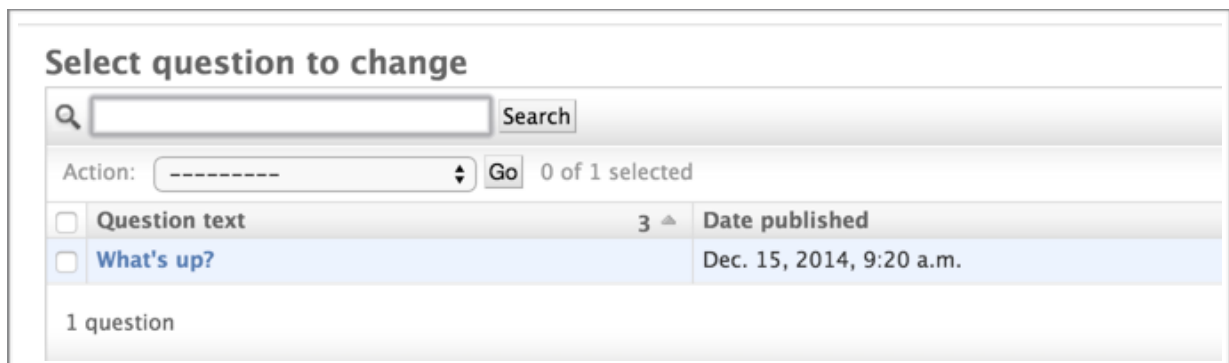 Select question to change
Search
Action: --------- Go 0 of 1 selected
Question text 3 Date published
What's up? Dec. 15, 2014, 9:20 a.m.
1 question